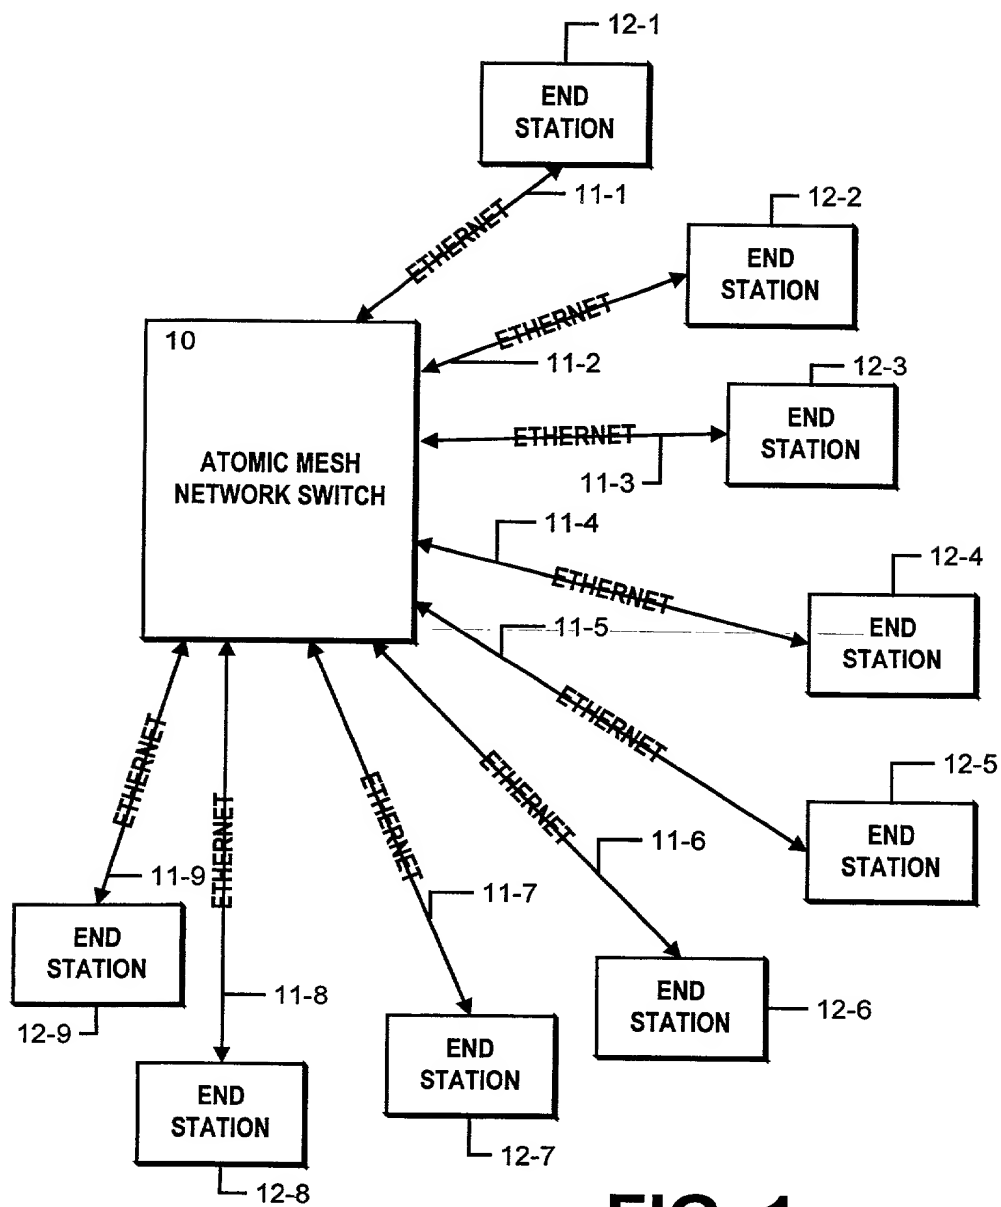 12-1
END
STATION
11-1
ETHERNET
12-2
END
STATION
ETHERNET
11-2
10
12-3
END
STATION
ETHERNET
11-3
ATOMIC MESH
NETWORK SWITCH
11-4
ETHERNET
12-4
END
STATION
11-5
ETHERNET
12-5
END
STATION
ETHERNET
11-6
12-6
END
STATION
ETHERNET
11-7
END
STATION
12-7
ETHERNET
11-8
END
STATION
12-8
ETHERNET
11-9
END
STATION
12-9
FIG. 1